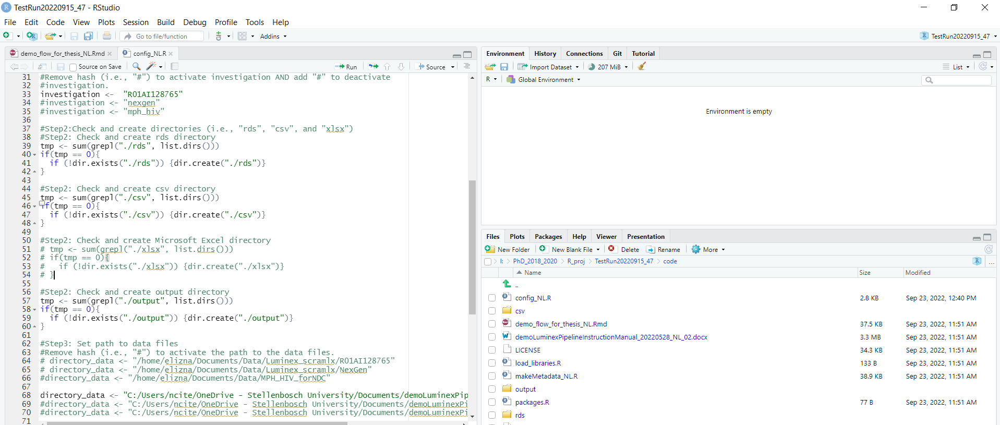 TestRun20220915_47 - RStudio
File Edit Code View Plots Session Build Debug Profile Tools Help
Go to file/function Addins TestRun20220915_47
demo_flow_for_thesis_NL.Rmd config_NL.R
Source on Save Run Source
31 #Remove hash (i.e., "#") to activate investigation AND add "#" to deactivate
32 #investigation.
33 investigation <-  "R01AI128765"
34 #investigation <- "nexgen"
35 #investigation <- "mph_hiv"
36
37 #Step2:Check and create directories (i.e., "rds", "csv", and "xlsx")
38 #Step2: Check and create rds directory
39 tmp <- sum(grepl("./rds", list.dirs()))
40 if(tmp == 0){
41   if (!dir.exists("./rds")) {dir.create("./rds")}
42 }
43
44 #Step2: Check and create csv directory
45 tmp <- sum(grepl("./csv", list.dirs()))
46 if(tmp == 0){
47   if (!dir.exists("./csv")) {dir.create("./csv")}
48 }
49
50 #Step2: Check and create Microsoft Excel directory
51 # tmp <- sum(grepl("./xlsx", list.dirs()))
52 # if(tmp == 0){
53 #   if (!dir.exists("./xlsx")) {dir.create("./xlsx")}
54 # }
55
56 #Step2: Check and create output directory
57 tmp <- sum(grepl("./output", list.dirs()))
58 if(tmp == 0){
59   if (!dir.exists("./output")) {dir.create("./output")}
60 }
61
62 #Step3: Set path to data files
63 #Remove hash (i.e., "#") to activate the path to the data files.
64 # directory_data <- "/home/elizna/Documents/Data/Luminex_scramlx/R01AI128765"
65 # directory_data <- "/home/elizna/Documents/Data/Luminex_scramlx/NexGen"
66 #directory_data <- "/home/elizna/Documents/Data/MPH_HIV_forNDC"
67
68 directory_data <- "C:/Users/ncite/OneDrive - Stellenbosch University/Documents/demoLuminexPip
69 #directory_data <- "C:/Users/ncite/OneDrive - Stellenbosch University/Documents/demoLuminexPi
70 #directory_data <- "C:/Users/ncite/OneDrive - Stellenbosch University/Documents/demoLuminexPi
71
Environment History Connections Git Tutorial
Import Dataset 207 MiB List
R Global Environment
Environment is empty
Files Plots Packages Help Viewer Presentation
New Folder New Blank File Delete Rename More
I: PhD_2018_2020 R_proj TestRun20220915_47 code ...
Name Size Modified
..
config_NL.R 2.8 KB Sep 23, 2022, 12:40 PM
csv
demo_flow_for_thesis_NL.Rmd 37.5 KB Sep 23, 2022, 11:51 AM
demoLuminexPipelineInstructionManual_20220528_NL_02.docx 3.3 MB Sep 23, 2022, 11:51 AM
LICENSE 34.3 KB Sep 23, 2022, 11:51 AM
load_libraries.R 133 B Sep 23, 2022, 11:51 AM
makeMetadata_NL.R 38.9 KB Sep 23, 2022, 11:51 AM
output
packages.R 77 B Sep 23, 2022, 11:51 AM
rds